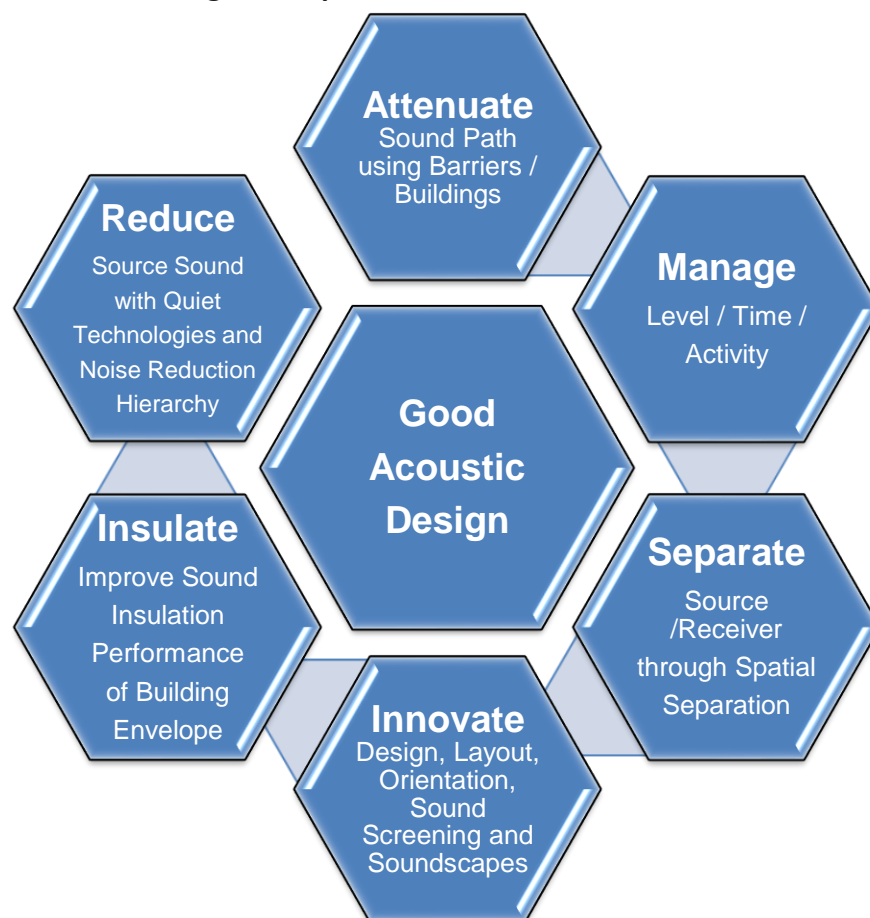 Attenuate
Sound Path
using Barriers /
Buildings
Reduce
Source Sound
with Quiet
Technologies and
Noise Reduction
Hierarchy
Manage
Level / Time /
Activity
Good
Acoustic
Design
Insulate
Improve Sound
Insulation
Performance
of Building
Envelope
Separate
Source
/Receiver
through Spatial
Separation
Innovate
Design, Layout,
Orientation,
Sound
Screening and
Soundscapes